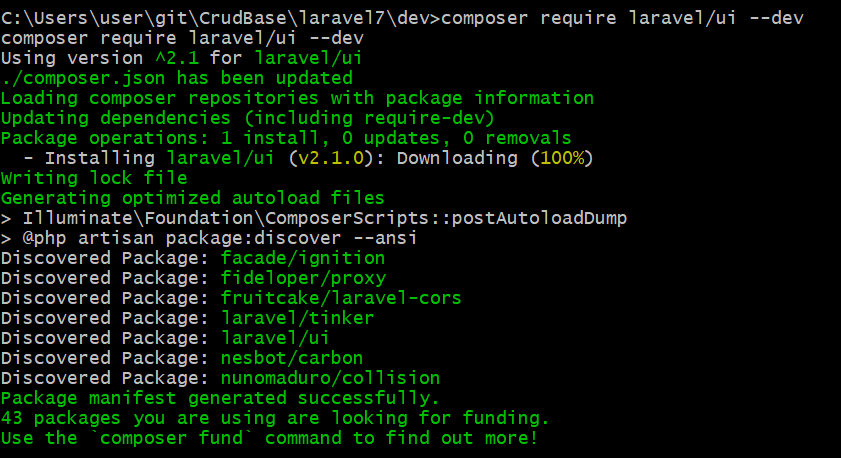 C:\Users\user\git\CrudBase\laravel7\dev>composer require laravel/ui --dev
composer require laravel/ui --dev
Using version ^2.1 for laravel/ui
./composer.json has been updated
Loading composer repositories with package information
Updating dependencies (including require-dev)
Package operations: 1 install, 0 updates, 0 removals
  - Installing laravel/ui (v2.1.0): Downloading (100%)
Writing lock file
Generating optimized autoload files
> Illuminate\Foundation\ComposerScripts::postAutoloadDump
> @php artisan package:discover --ansi
Discovered Package: facade/ignition
Discovered Package: fideloper/proxy
Discovered Package: fruitcake/laravel-cors
Discovered Package: laravel/tinker
Discovered Package: laravel/ui
Discovered Package: nesbot/carbon
Discovered Package: nunomaduro/collision
Package manifest generated successfully.
43 packages you are using are looking for funding.
Use the `composer fund` command to find out more!